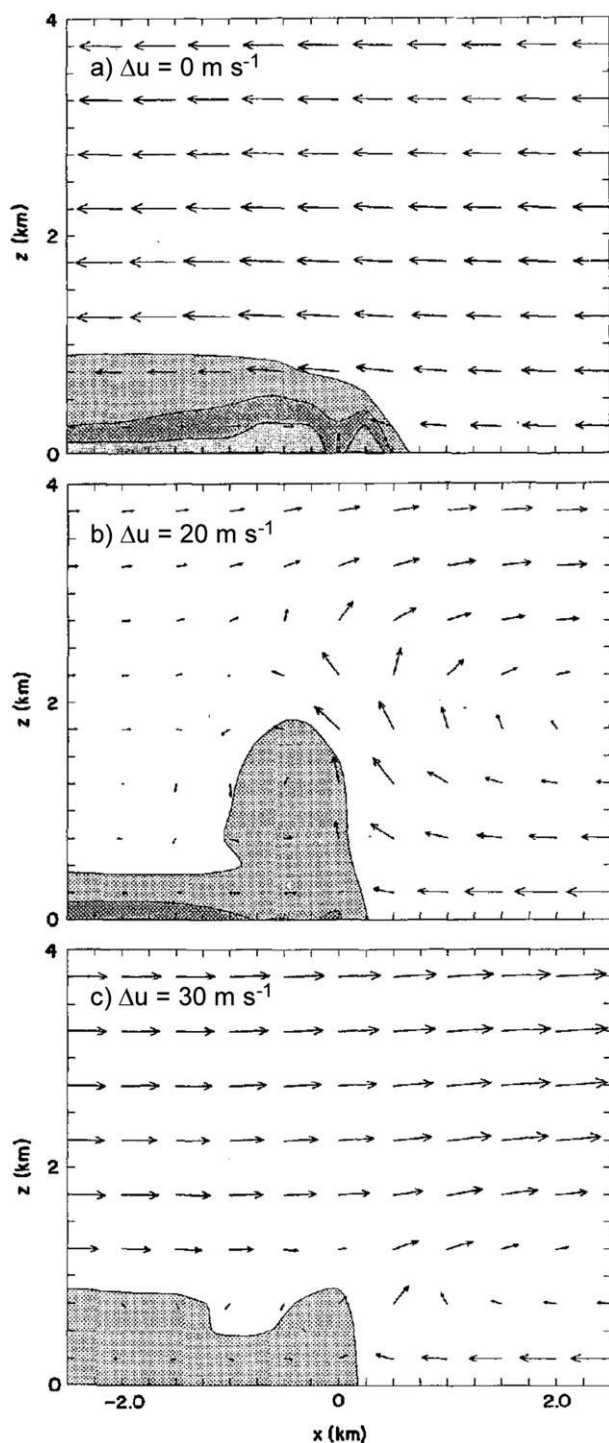 4
a) Δu = 0 m s⁻¹
z (km)
2
0
4
b) Δu = 20 m s⁻¹
z (km)
2
0
4
c) Δu = 30 m s⁻¹
z (km)
2
0
-2.0 0 2.0
x (km)